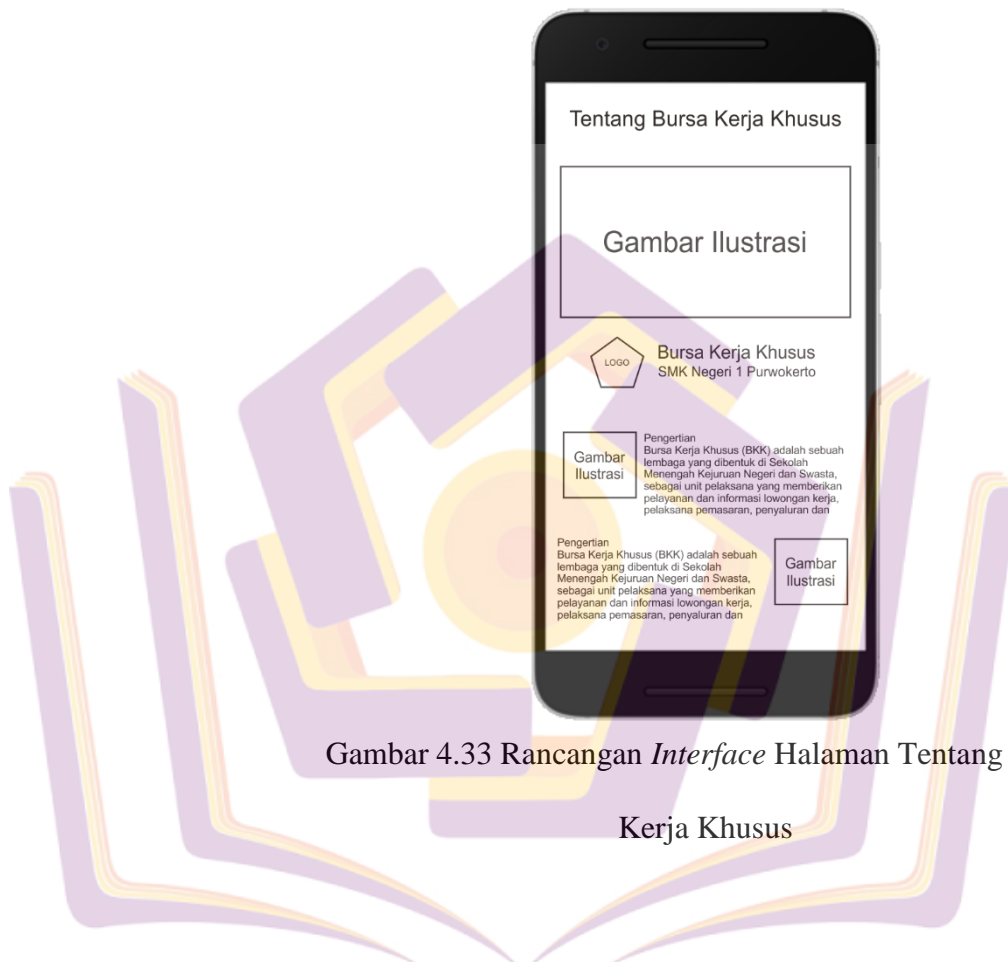 Tentang Bursa Kerja Khusus
Gambar Ilustrasi
LOGO
Bursa Kerja Khusus
SMK Negeri 1 Purwokerto
Gambar
Ilustrasi
Pengertian
Bursa Kerja Khusus (BKK) adalah sebuah
lembaga yang dibentuk di Sekolah
Menengah Kejuruan Negeri dan Swasta,
sebagai unit pelaksana yang memberikan
pelayanan dan informasi lowongan kerja,
pelaksana pemasaran, penyaluran dan
Pengertian
Bursa Kerja Khusus (BKK) adalah sebuah
lembaga yang dibentuk di Sekolah
Menengah Kejuruan Negeri dan Swasta,
sebagai unit pelaksana yang memberikan
pelayanan dan informasi lowongan kerja,
pelaksana pemasaran, penyaluran dan
Gambar
Ilustrasi
Gambar 4.33 Rancangan Interface Halaman Tentang
Kerja Khusus